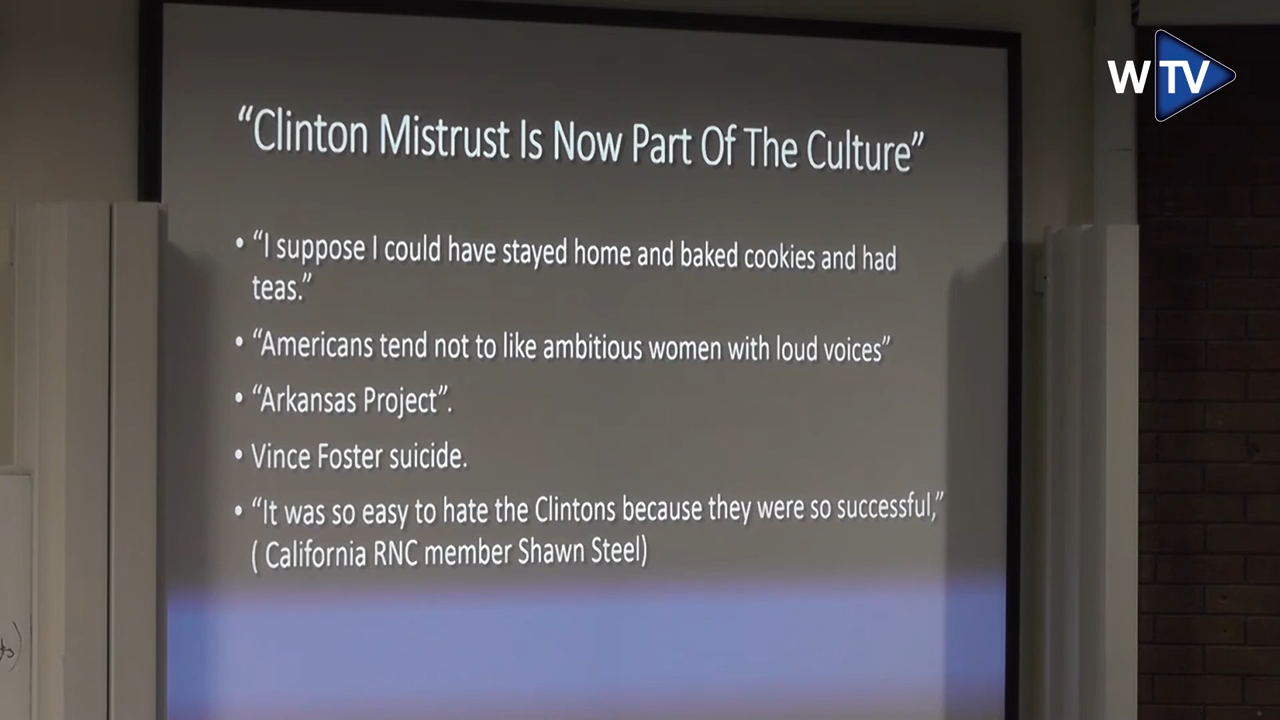 WTV
“Clinton Mistrust Is Now Part Of The Culture”
• “I suppose I could have stayed home and baked cookies and had
teas.”
• “Americans tend not to like ambitious women with loud voices”
• “Arkansas Project”.
• Vince Foster suicide.
• “It was so easy to hate the Clintons because they were so successful,”
( California RNC member Shawn Steel)